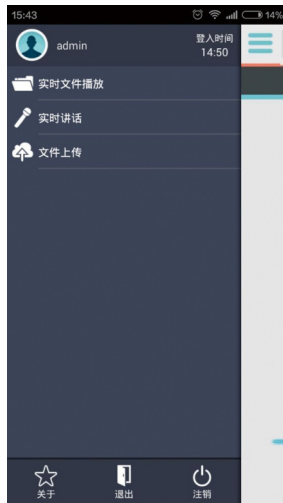 15:43 14%
admin 登入时间
14:50
实时文件播放
实时讲话
文件上传
关于 退出 注销